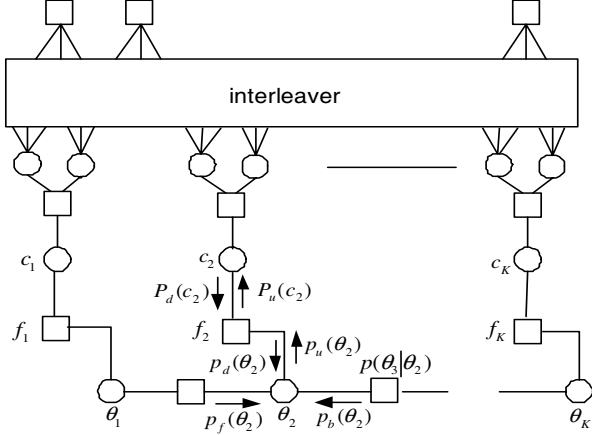 interleaver
c_1 c_2 c_K
P_d(c_2) P_u(c_2)
f_1 f_2 f_K
p_d(θ_2) p_u(θ_2) p(θ_3|θ_2)
θ_1 p_f(θ_2) θ_2 p_b(θ_2) θ_K